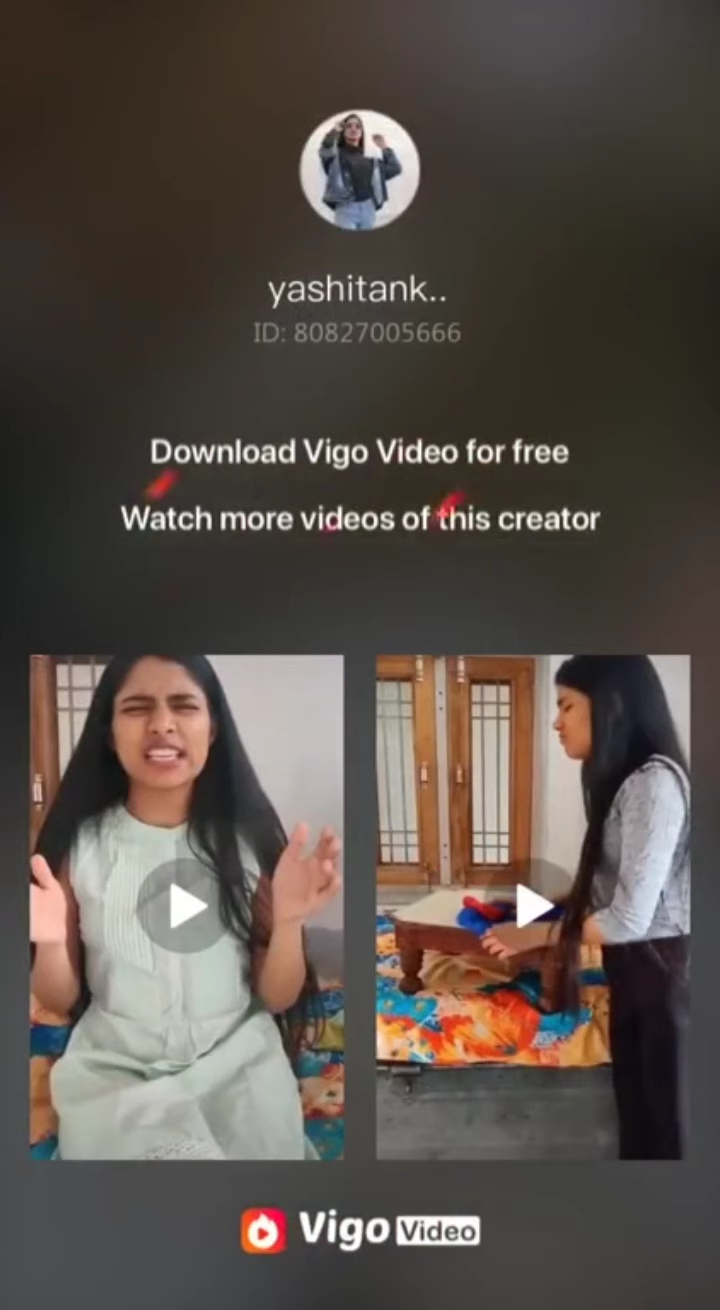 yashitank..
ID: 80827005666
Download Vigo Video for free
Watch more videos of this creator
Vigo Video